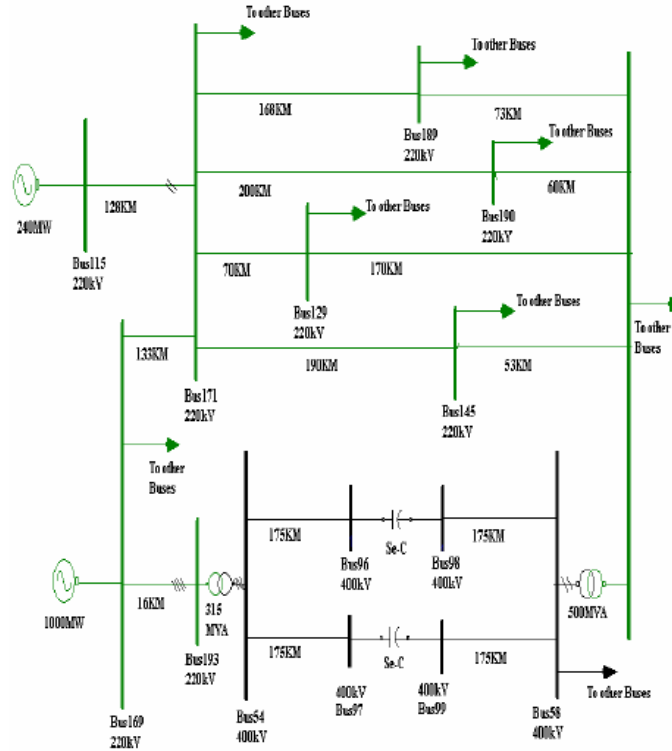 To other Buses
To other Buses
168KM
73KM
Bus189
220kV
To other Buses
128KM
200KM
60KM
240MW
Bus190
220kV
To other Buses
Bus115
220kV
70KM
170KM
Bus129
220kV
To other Buses
To other
Buses
133KM
190KM
53KM
Bus171
220kV
Bus145
220kV
To other
Buses
175KM
Se-C
175KM
Bus96
400kV
Bus98
400kV
1000MW
16KM
315
MVA
500MVA
Bus193
220kV
175KM
Se-C
175KM
400kV
Bus97
400kV
Bus99
To other Buses
Bus169
220kV
Bus54
400kV
Bus58
400kV